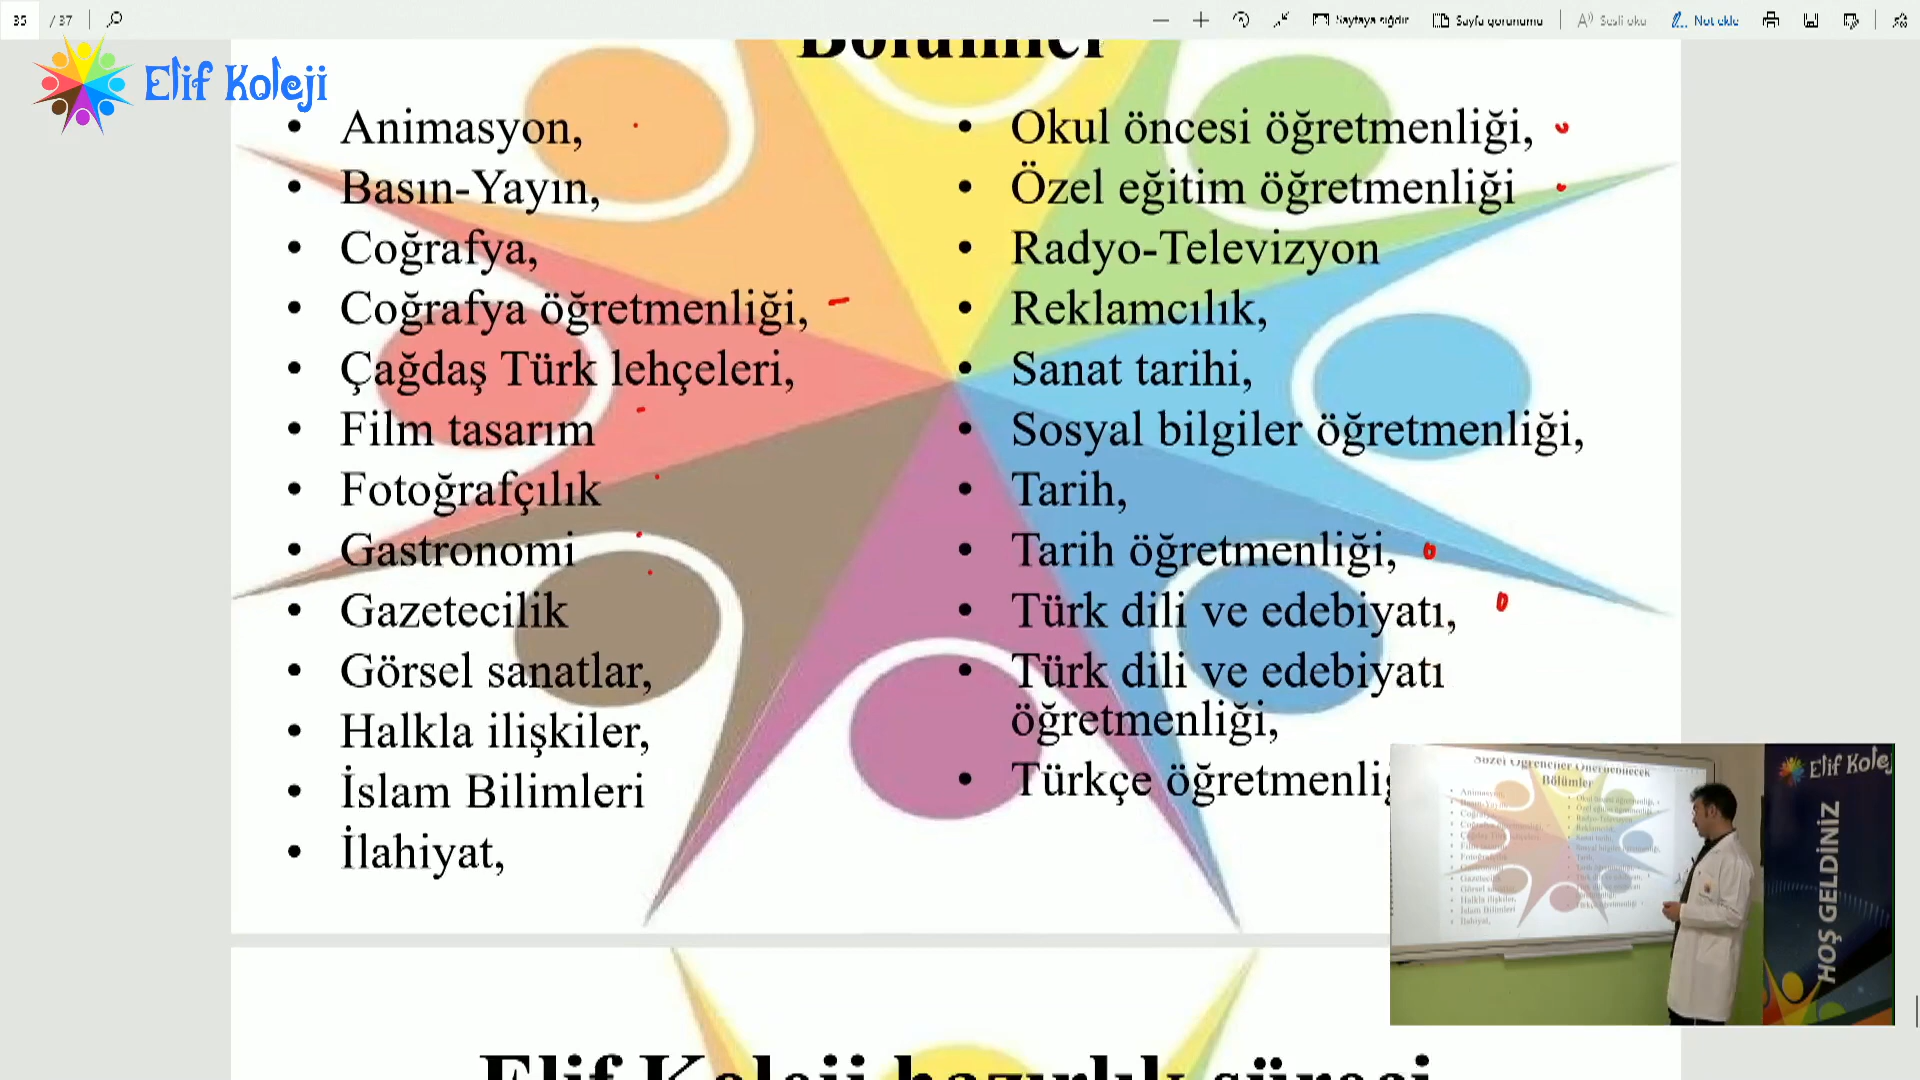 35 / 37
Sayfaya sığdır
Sayfa görünümü
Sesli oku
Not ekle
Elif Koleji
Bölümler
• Animasyon,
• Basın-Yayın,
• Coğrafya,
• Coğrafya öğretmenliği,
• Çağdaş Türk lehçeleri,
• Film tasarım
• Fotoğrafçılık
• Gastronomi
• Gazetecilik
• Görsel sanatlar,
• Halkla ilişkiler,
• İslam Bilimleri
• İlahiyat,
• Okul öncesi öğretmenliği,
• Özel eğitim öğretmenliği
• Radyo-Televizyon
• Reklamcılık,
• Sanat tarihi,
• Sosyal bilgiler öğretmenliği,
• Tarih,
• Tarih öğretmenliği,
• Türk dili ve edebiyatı,
• Türk dili ve edebiyatı
öğretmenliği,
• Türkçe öğretmenliğ
Elif Koleji hazırlık süreci
Bölümler
Elif Kolej
HOŞ GELDİNİZ